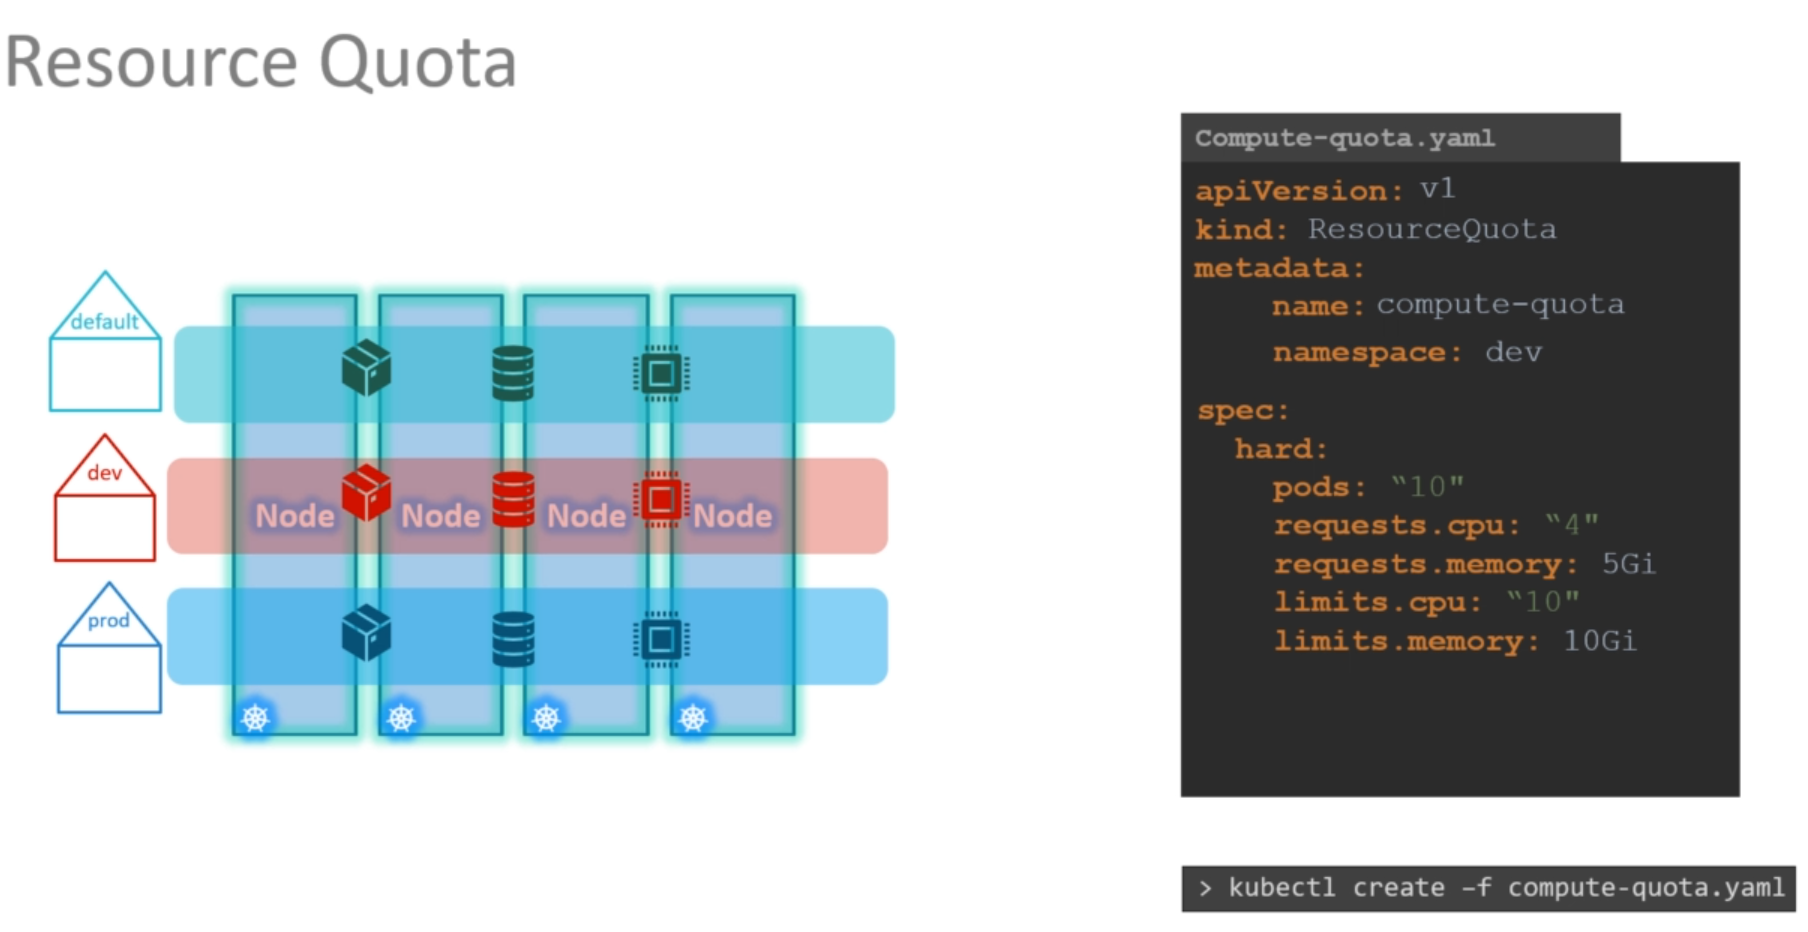 Resource Quota
default
dev
Node Node Node Node
prod
Compute-quota.yaml
apiVersion: v1
kind: ResourceQuota
metadata:
name: compute-quota
namespace: dev
spec:
hard:
pods: “10"
requests.cpu: “4"
requests.memory: 5Gi
limits.cpu: “10"
limits.memory: 10Gi
> kubectl create –f compute-quota.yaml